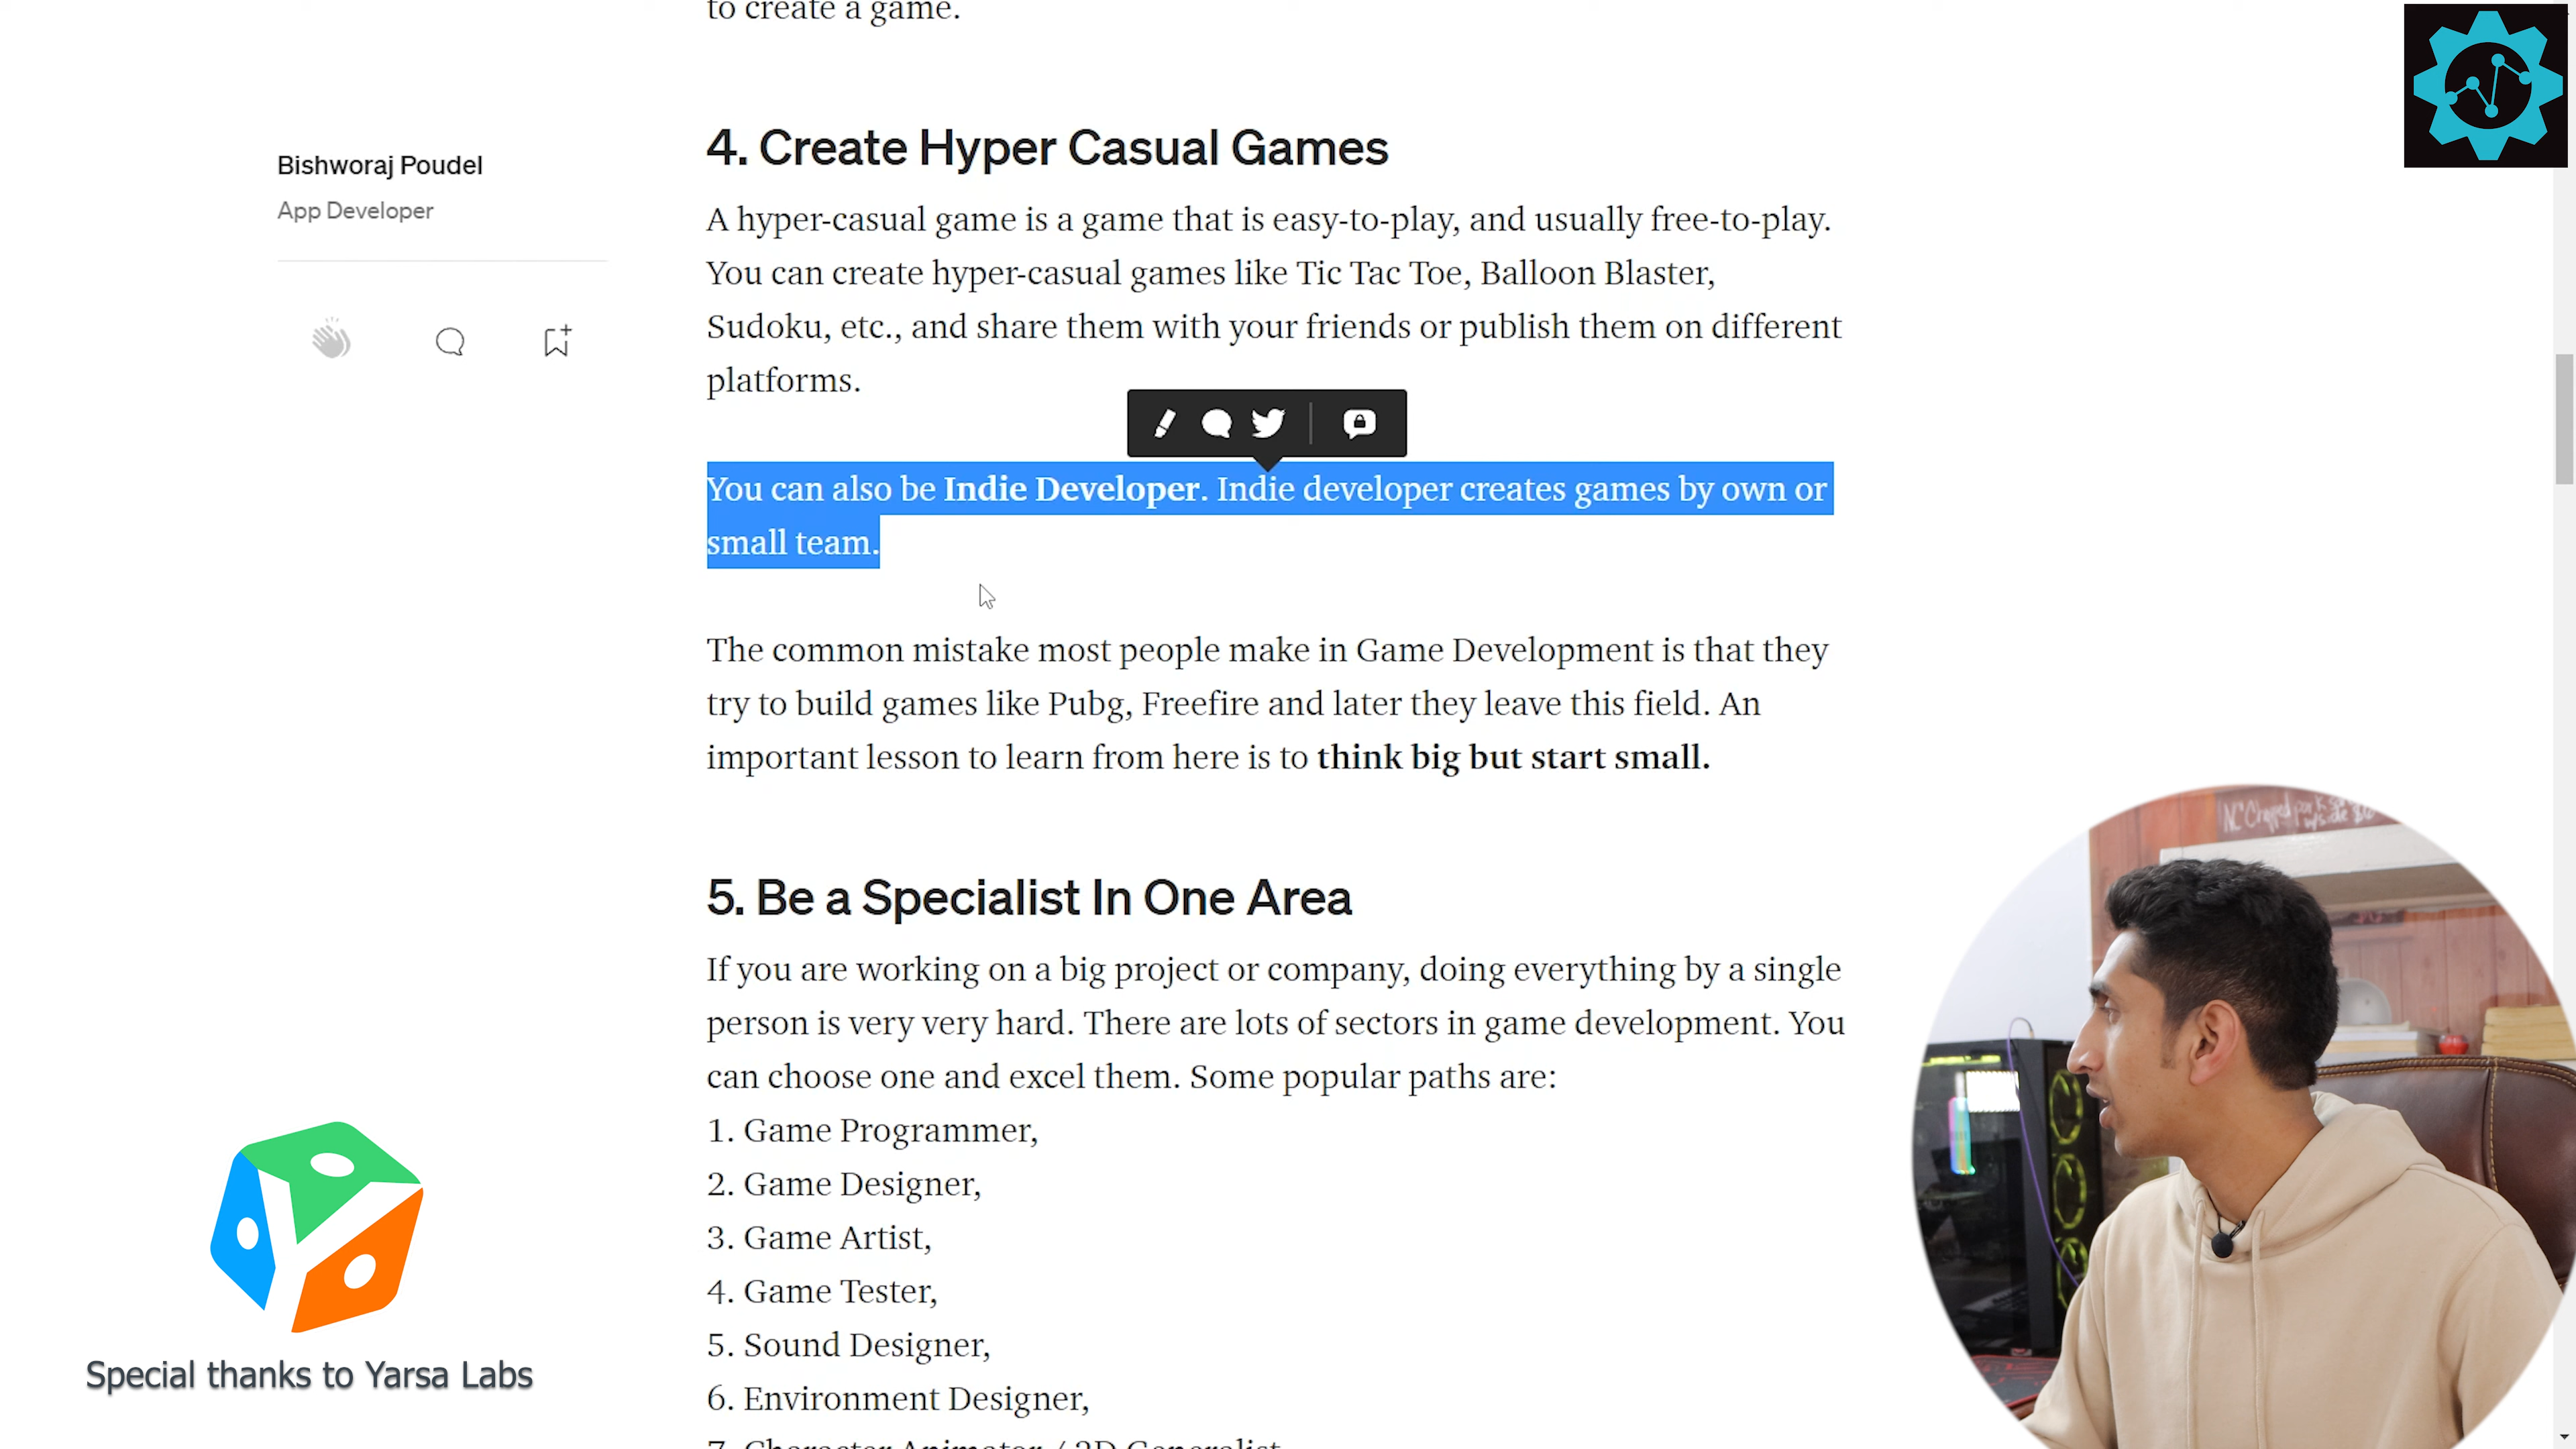 to create a game.
Bishworaj Poudel
App Developer
4. Create Hyper Casual Games
A hyper-casual game is a game that is easy-to-play, and usually free-to-play.
You can create hyper-casual games like Tic Tac Toe, Balloon Blaster,
Sudoku, etc., and share them with your friends or publish them on different
platforms.
You can also be Indie Developer. Indie developer creates games by own or
small team.
The common mistake most people make in Game Development is that they
try to build games like Pubg, Freefire and later they leave this field. An
important lesson to learn from here is to think big but start small.
5. Be a Specialist In One Area
If you are working on a big project or company, doing everything by a single
person is very very hard. There are lots of sectors in game development. You
can choose one and excel them. Some popular paths are:
1. Game Programmer,
2. Game Designer,
3. Game Artist,
4. Game Tester,
5. Sound Designer,
6. Environment Designer,
7. Character Animator / 3D Generalist
Special thanks to Yarsa Labs
NC Chopped pork